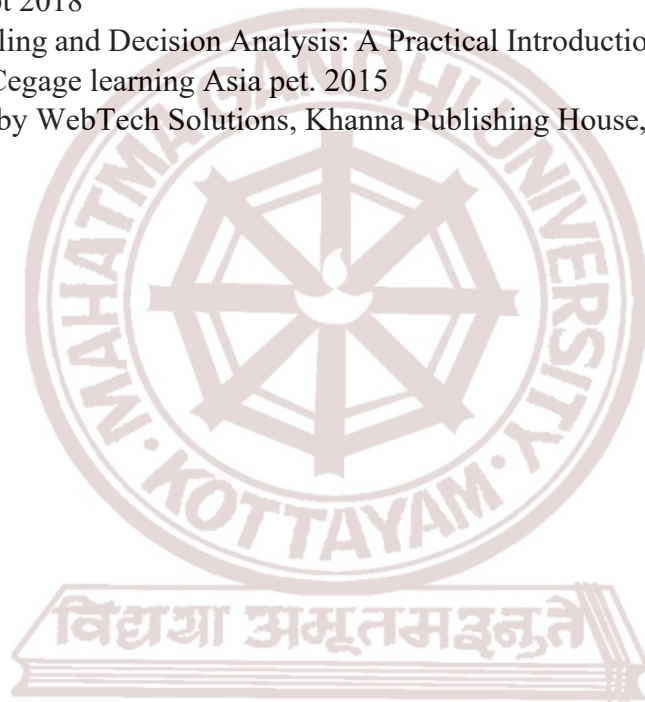 ot 2018
ling and Decision Analysis: A Practical Introductio
Cegage learning Asia pet. 2015
by WebTech Solutions, Khanna Publishing House,
MAHATMA GANDHI UNIVERSITY
• KOTTAYAM •
विद्यया अमृतमश्नुते